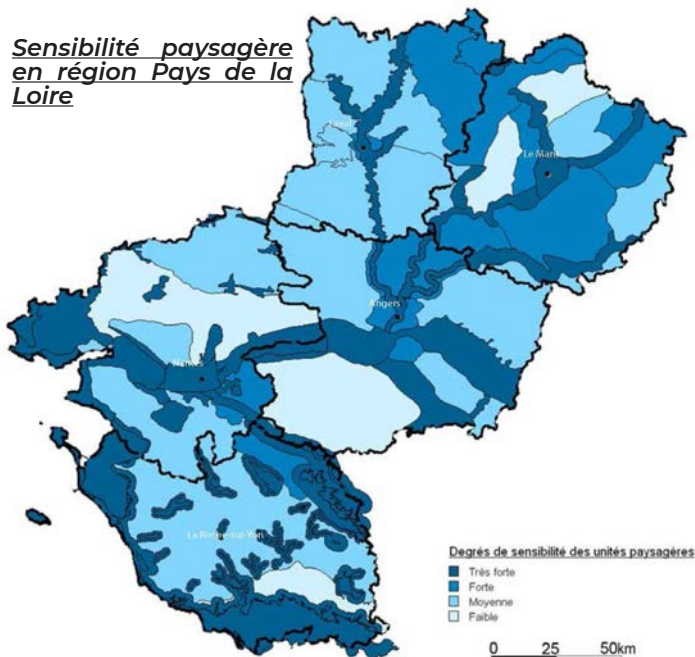 Sensibilité paysagère
en région Pays de la
Loire
Laval
Le Mans
Angers
Nantes
La Roche-sur-Yon
Degrés de sensibilité des unités paysagères
Très forte
Forte
Moyenne
Faible
0 25 50km